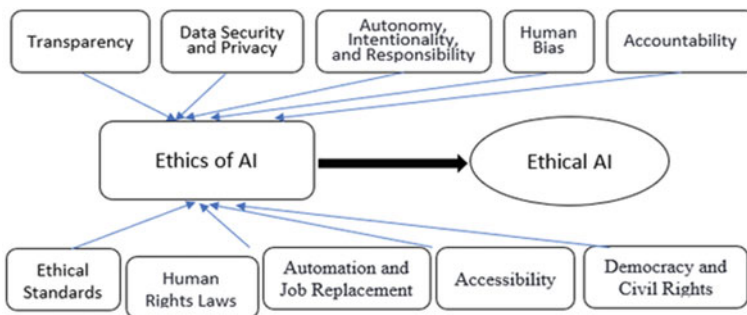 Transparency
Data Security
and Privacy
Autonomy,
Intentionality,
and Responsibility
Human
Bias
Accountability
Ethics of AI
Ethical AI
Ethical
Standards
Human
Rights Laws
Automation and
Job Replacement
Accessibility
Democracy and
Civil Rights